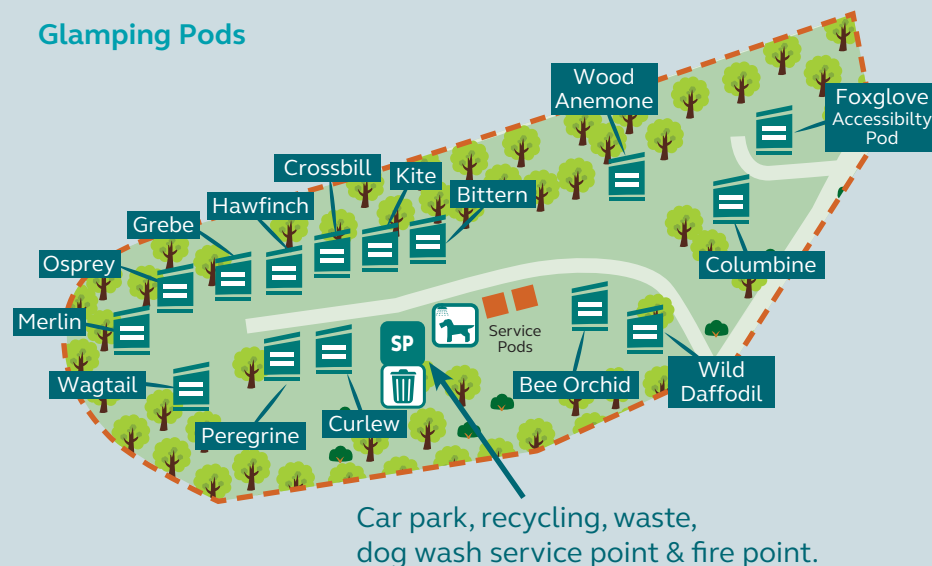 Glamping Pods
Wood
Anemone
Foxglove
Accessibilty
Pod
Crossbill
Kite
Bittern
Hawfinch
Grebe
Osprey
Columbine
Merlin
SP
Service
Pods
Wagtail
Bee Orchid
Wild
Daffodil
Peregrine
Curlew
Car park, recycling, waste,
dog wash service point & fire point.